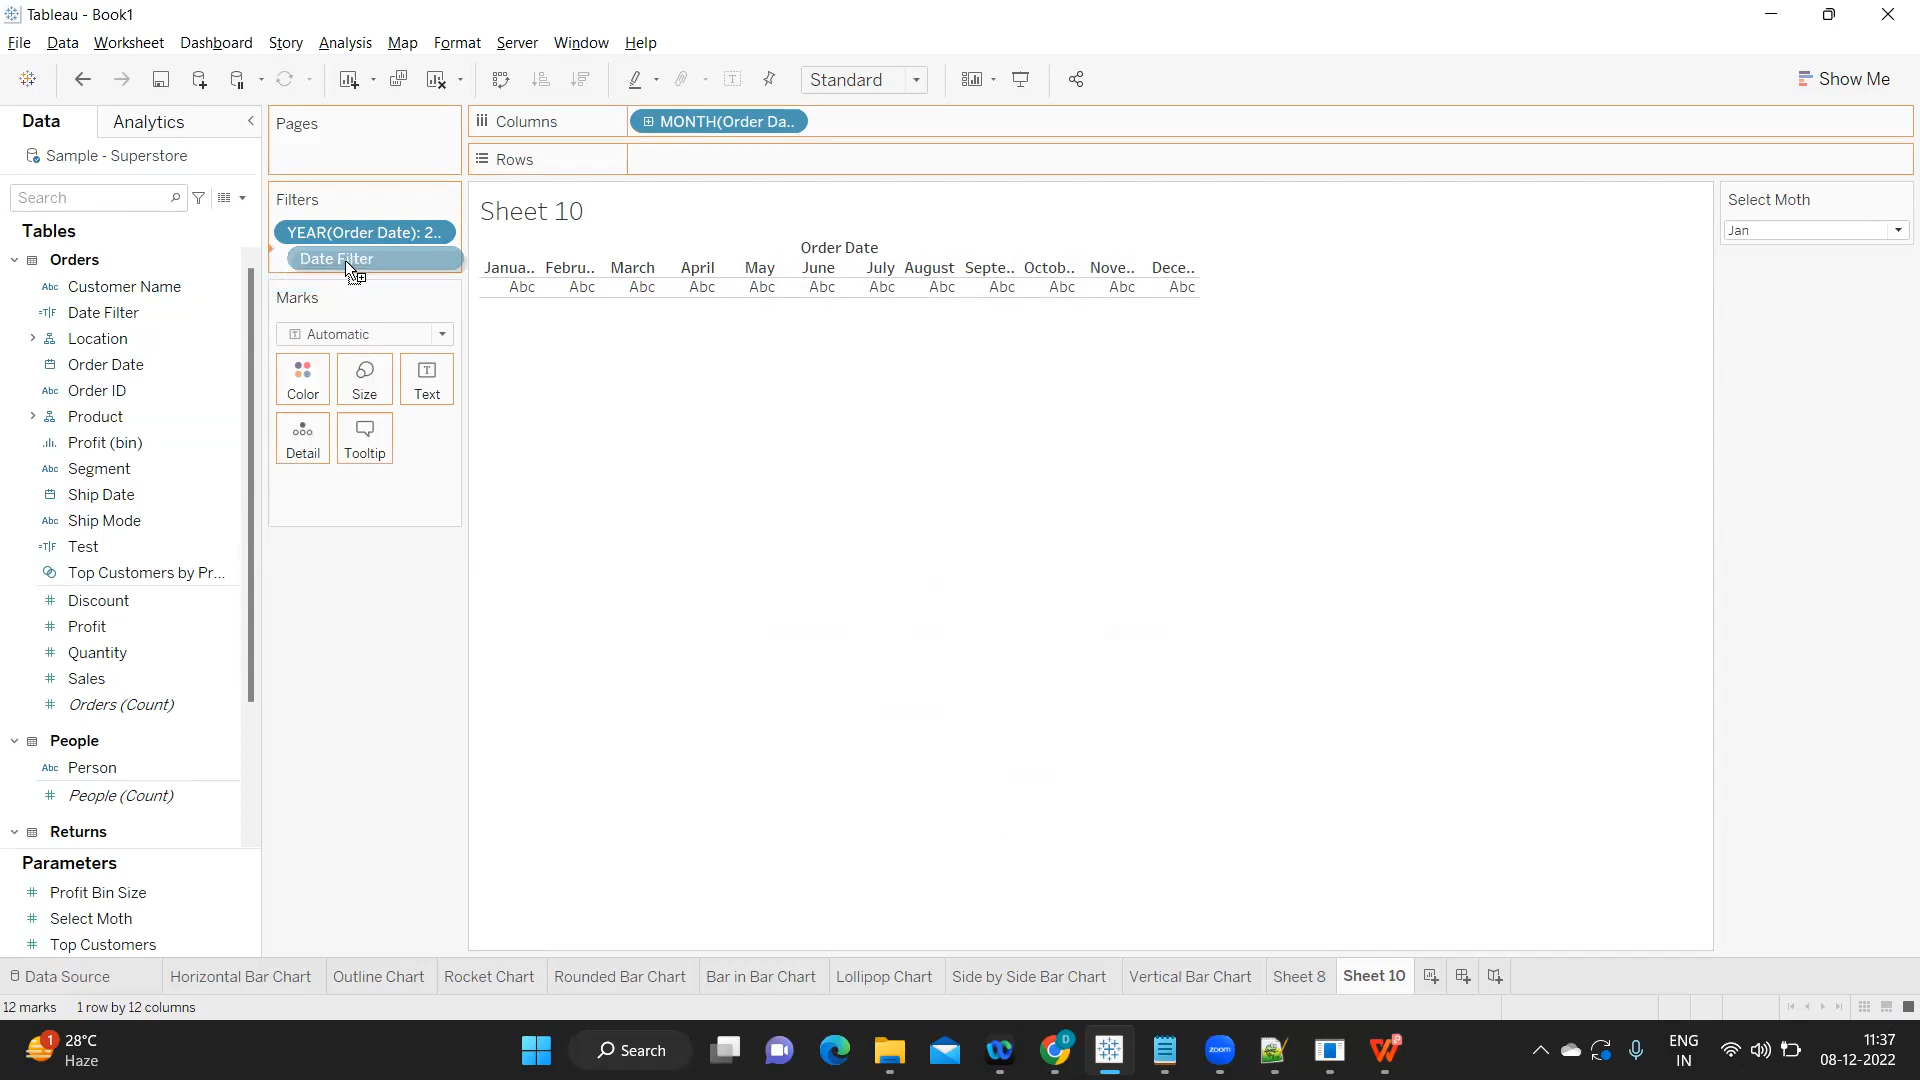 Tableau - Book1
File Data Worksheet Dashboard Story Analysis Map Format Server Window Help
Standard
Show Me
Data
Analytics
Pages
Columns
MONTH(Order Da..
Sample - Superstore
Rows
Search
Filters
Sheet 10
Select Moth
Tables
YEAR(Order Date): 2..
Jan
Orders
Date Filter
Order Date
Janua.. Febru.. March April May June July August Septe.. Octob.. Nove.. Dece..
Abc Abc Abc Abc Abc Abc Abc Abc Abc Abc Abc Abc
Abc Customer Name
Marks
=T|F Date Filter
Automatic
Location
Order Date
Color Size Text
Abc Order ID
Product
Profit (bin)
Detail Tooltip
Abc Segment
Ship Date
Abc Ship Mode
=T|F Test
Top Customers by Pr...
# Discount
# Profit
# Quantity
# Sales
# Orders (Count)
People
Abc Person
# People (Count)
Returns
Parameters
# Profit Bin Size
# Select Moth
# Top Customers
Data Source Horizontal Bar Chart Outline Chart Rocket Chart Rounded Bar Chart Bar in Bar Chart Lollipop Chart Side by Side Bar Chart Vertical Bar Chart Sheet 8 Sheet 10
12 marks 1 row by 12 columns
1
28°C
Haze
Search
zoom
ENG
IN
11:37
08-12-2022